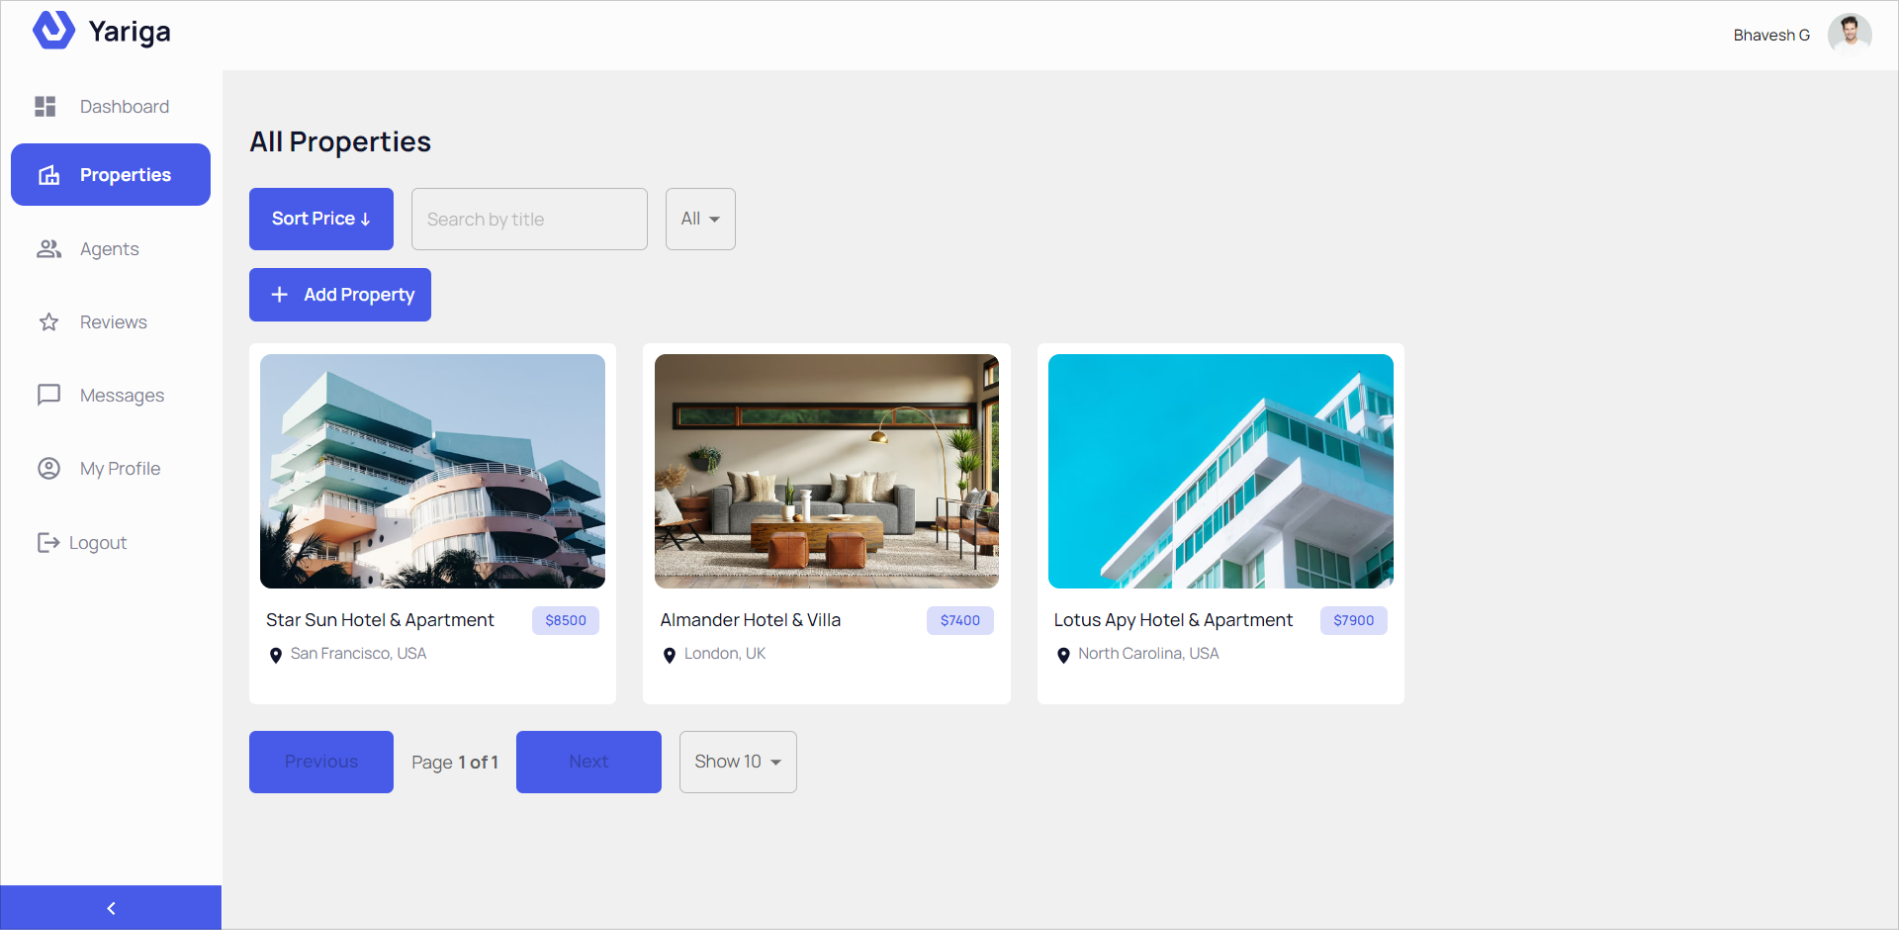 Yariga
Bhavesh G
Dashboard
Properties
Agents
Reviews
Messages
My Profile
Logout
All Properties
Sort Price ↓
Search by title
All
+ Add Property
Star Sun Hotel & Apartment
$8500
San Francisco, USA
Almander Hotel & Villa
$7400
London, UK
Lotus Apy Hotel & Apartment
$7900
North Carolina, USA
Previous
Page 1 of 1
Next
Show 10